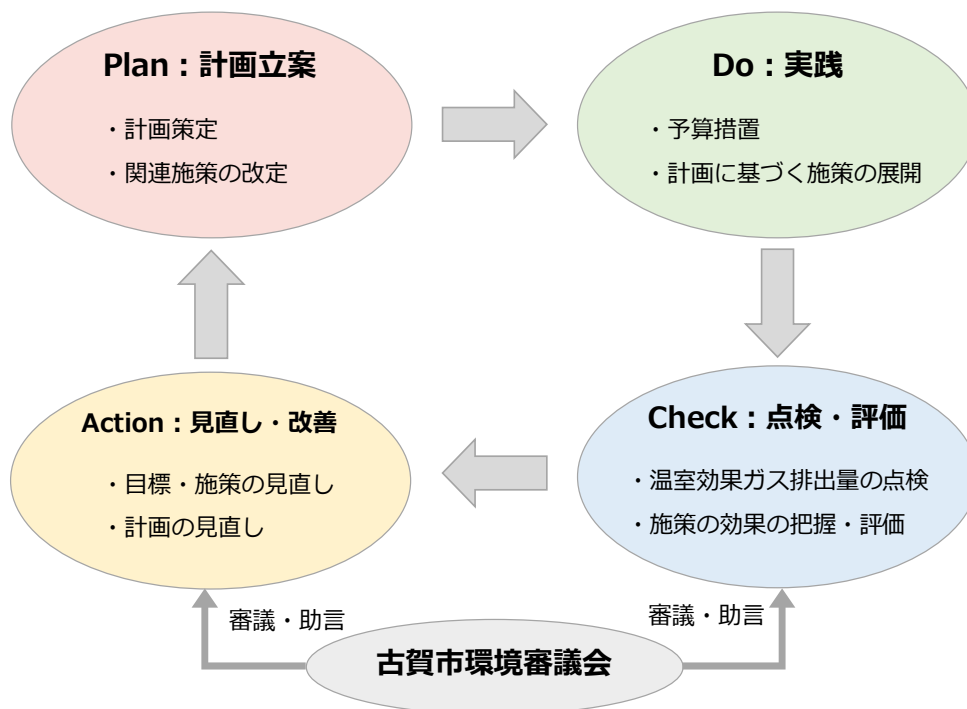 Plan：計画立案
・計画策定
・関連施策の改定
Do：実践
・予算措置
・計画に基づく施策の展開
Check：点検・評価
・温室効果ガス排出量の点検
・施策の効果の把握・評価
Action：見直し・改善
・目標・施策の見直し
・計画の見直し
審議・助言
審議・助言
古賀市環境審議会